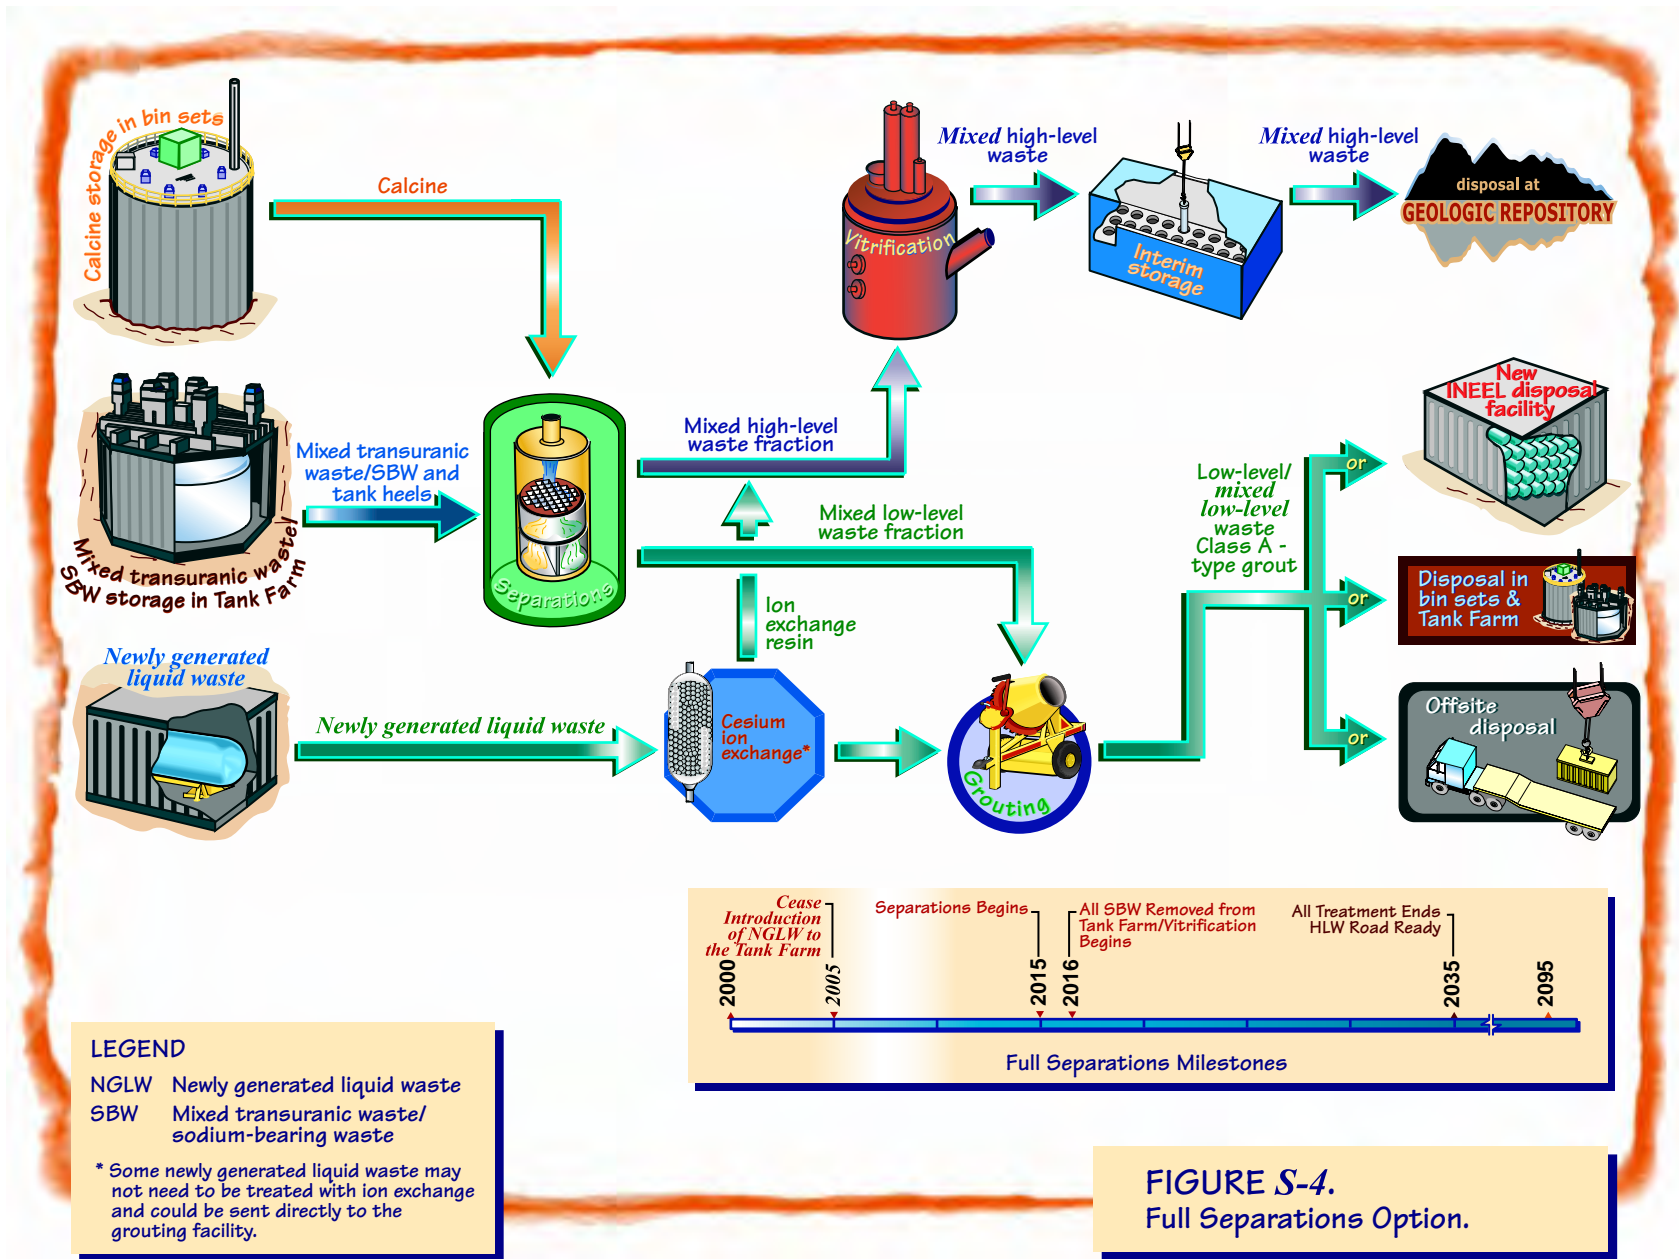 Calcine storage in bin sets
Calcine
Mixed high-level
waste
Mixed high-level
waste
Vitrification
Interim
storage
disposal at
GEOLOGIC REPOSITORY
Mixed transuranic
waste/SBW and
tank heels
Mixed transuranic waste/
SBW storage in Tank Farm
Separations
Mixed high-level
waste fraction
Mixed low-level
waste fraction
Ion
exchange
resin
Newly generated
liquid waste
Newly generated liquid waste
Cesium
ion
exchange*
Grouting
Low-level/
mixed
low-level
waste
Class A -
type grout
or
or
or
New
INEEL disposal
facility
Disposal in
bin sets &
Tank Farm
Offsite
disposal
Cease
Introduction
of NGLW to
the Tank Farm
Separations Begins
All SBW Removed from
Tank Farm/Vitrification
Begins
All Treatment Ends
HLW Road Ready
2000
2005
2015
2016
2035
2095
Full Separations Milestones
LEGEND
NGLW Newly generated liquid waste
SBW Mixed transuranic waste/
sodium-bearing waste
* Some newly generated liquid waste may
not need to be treated with ion exchange
and could be sent directly to the
grouting facility.
FIGURE S-4.
Full Separations Option.